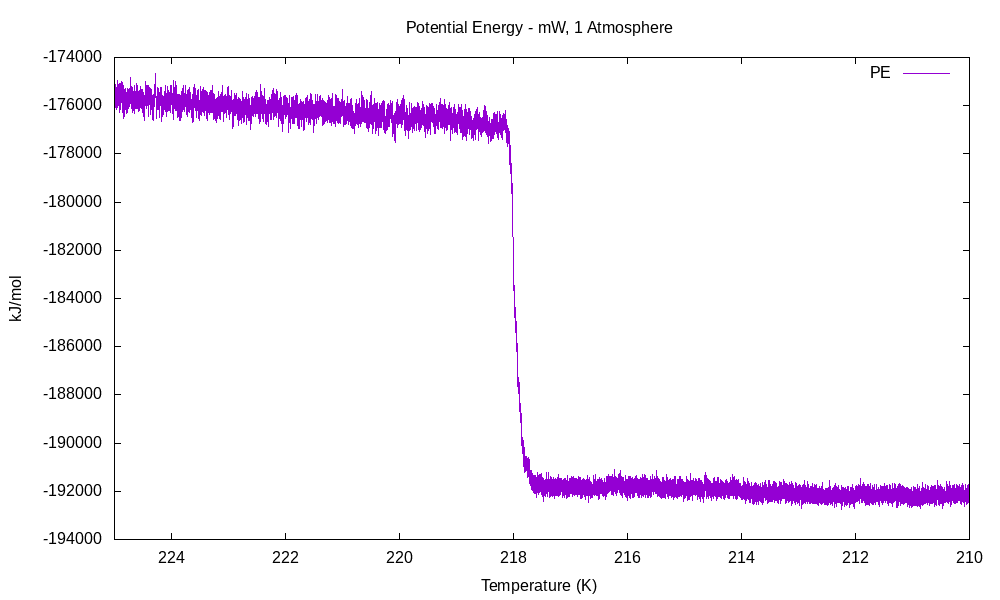 Potential Energy - mW, 1 Atmosphere
PE
-174000
-176000
-178000
-180000
-182000
-184000
-186000
-188000
-190000
-192000
-194000
kJ/mol
224 222 220 218 216 214 212 210
Temperature (K)